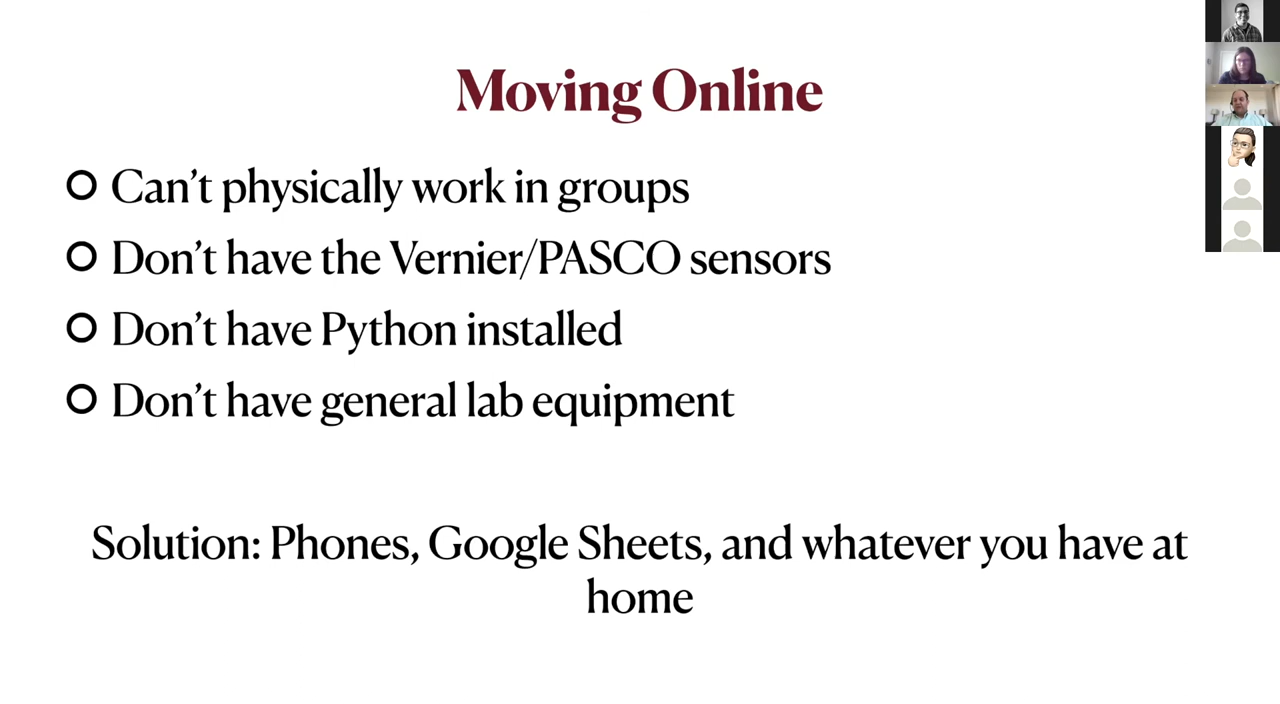 Moving Online
Can’t physically work in groups
Don’t have the Vernier/PASCO sensors
Don’t have Python installed
Don’t have general lab equipment
Solution: Phones, Google Sheets, and whatever you have at
home